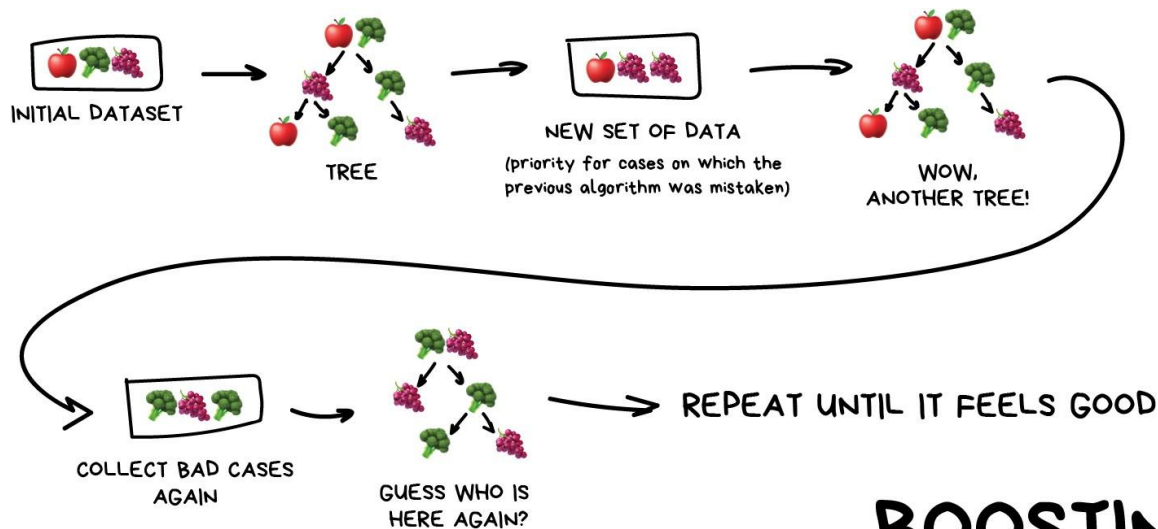 INITIAL DATASET
TREE
NEW SET OF DATA
(priority for cases on which the
previous algorithm was mistaken)
WOW,
ANOTHER TREE!
COLLECT BAD CASES
AGAIN
GUESS WHO IS
HERE AGAIN?
REPEAT UNTIL IT FEELS GOOD